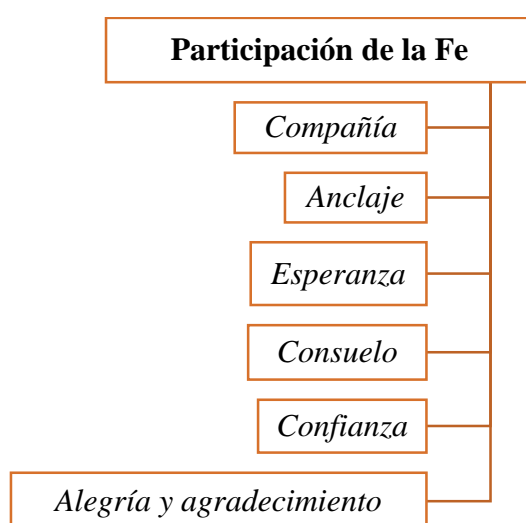 Participación de la Fe
Compañía
Anclaje
Esperanza
Consuelo
Confianza
Alegría y agradecimiento